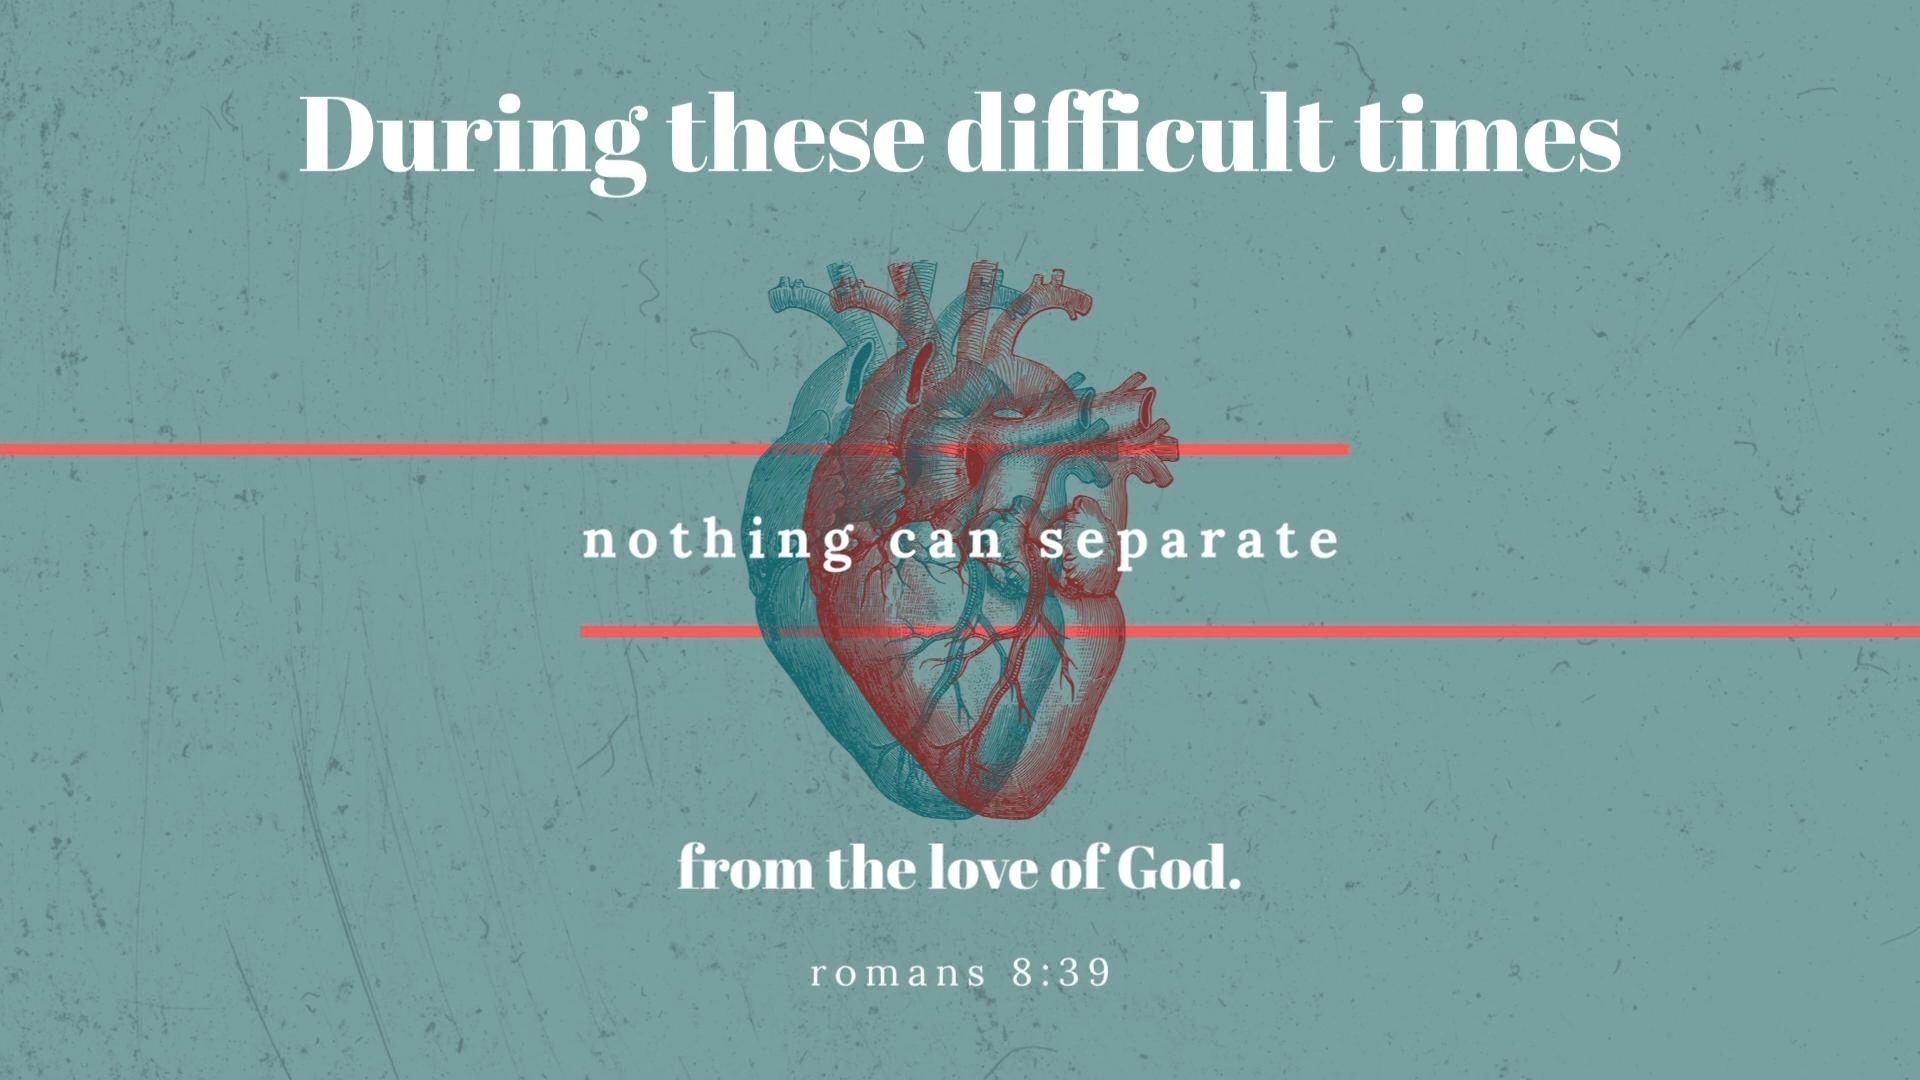 During these difficult times
nothing can separate
from the love of God.
romans 8:39